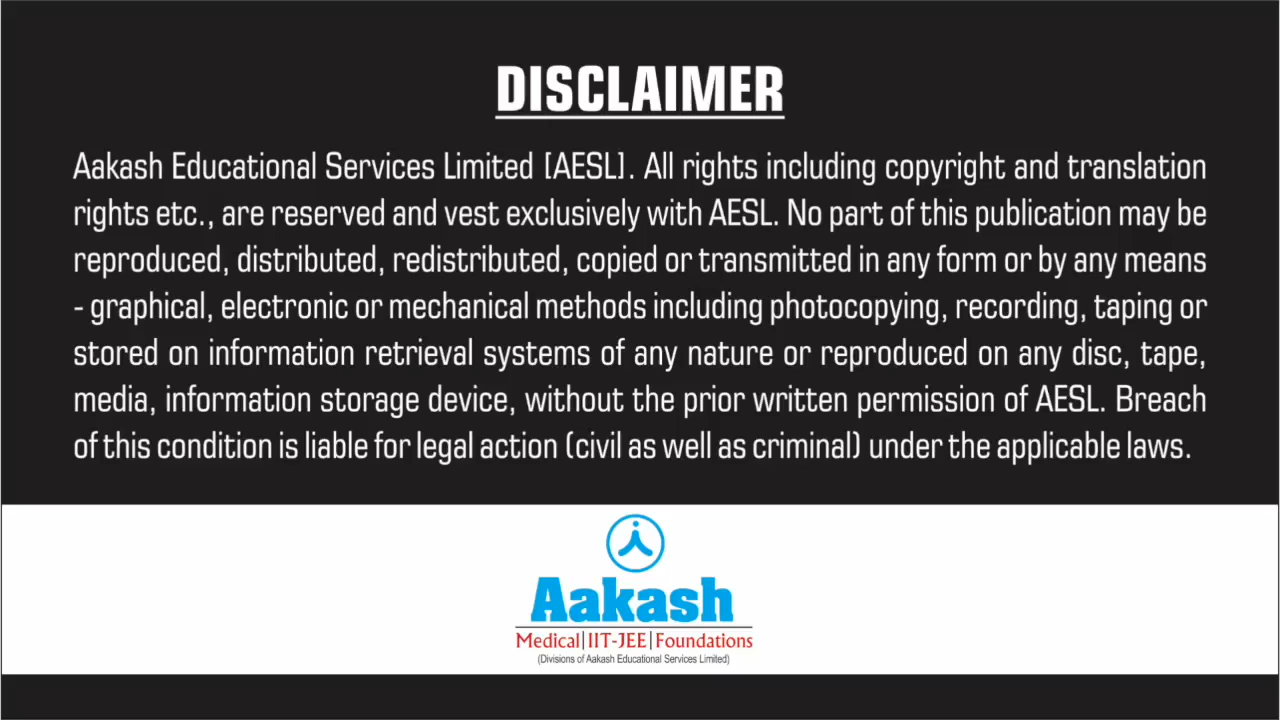 DISCLAIMER
Aakash Educational Services Limited [AESL]. All rights including copyright and translation
rights etc., are reserved and vest exclusively with AESL. No part of this publication may be
reproduced, distributed, redistributed, copied or transmitted in any form or by any means
- graphical, electronic or mechanical methods including photocopying, recording, taping or
stored on information retrieval systems of any nature or reproduced on any disc, tape,
media, information storage device, without the prior written permission of AESL. Breach
of this condition is liable for legal action (civil as well as criminal) under the applicable laws.
Aakash
Medical|IIT-JEE|Foundations
(Divisions of Aakash Educational Services Limited)